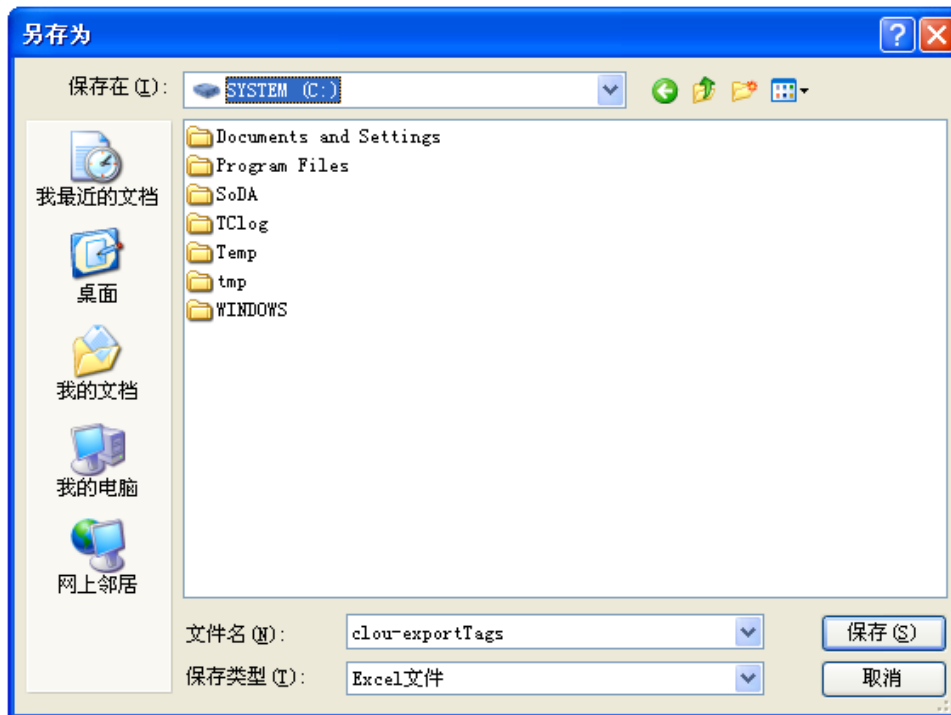 另存为
保存在(I):
SYSTEM (C:)
我最近的文档
桌面
我的文档
我的电脑
网上邻居
Documents and Settings
Program Files
SoDA
TClog
Temp
tmp
WINDOWS
文件名(N):
clou-exportTags
保存(S)
保存类型(T):
Excel文件
取消